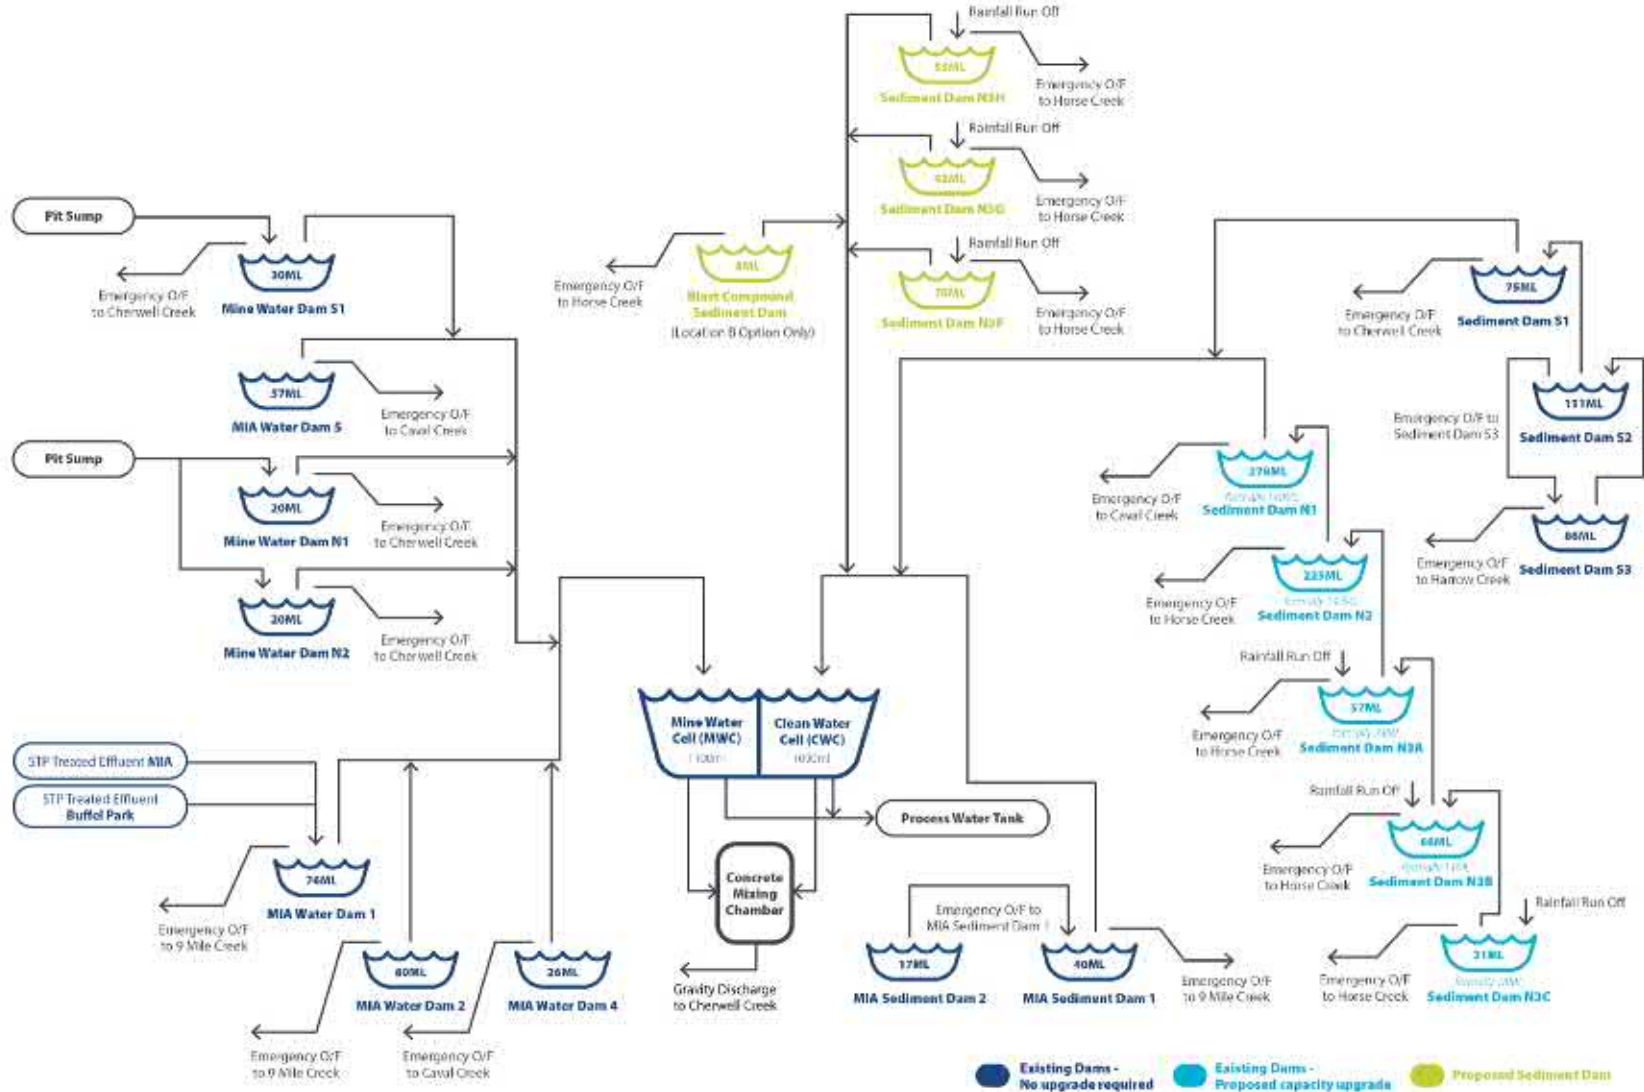 Rainfall Run Off
55ML
Sediment Dam N3H
Emergency O/F
to Horse Creek
Rainfall Run Off
Sediment Dam N3G
Emergency O/F
to Horse Creek
Rainfall Run Off
Emergency O/F
to Horse Creek
Pit Sump
30ML
Mine Water Dam S1
Emergency O/F
to Cherwell Creek
57ML
MIA Water Dam 5
Emergency O/F
to Caval Creek
Pit Sump
20ML
Mine Water Dam N1
Emergency O/F
to Cherwell Creek
20ML
Mine Water Dam N2
Emergency O/F
to Cherwell Creek
Emergency O/F
to Horse Creek
Blast Compound
Sediment Dam
(Location B Option Only)
75ML
Sediment Dam S1
Emergency O/F
to Cherwell Creek
111ML
Sediment Dam S2
Emergency O/F to
Sediment Dam S3
Sediment Dam S3
Emergency O/F
to Harrow Creek
Sediment Dam N1
Emergency O/F
to Caval Creek
225ML
Sediment Dam N2
Emergency O/F
to Horse Creek
Rainfall Run Off
57ML
Sediment Dam N3A
Emergency O/F
to Horse Creek
Rainfall Run Off
Sediment Dam N3B
Emergency O/F
to Horse Creek
Rainfall Run Off
Sediment Dam N3C
Emergency O/F
to Horse Creek
Mine Water
Cell (MWC)
Clean Water
Cell (CWC)
Process Water Tank
Concrete
Mixing
Chamber
Gravity Discharge
to Cherwell Creek
STP Treated Effluent MIA
STP Treated Effluent
Buffel Park
MIA Water Dam 1
Emergency O/F
to 9 Mile Creek
MIA Water Dam 2
Emergency O/F
to 9 Mile Creek
26ML
MIA Water Dam 4
Emergency O/F
to Caval Creek
Emergency O/F to
MIA Sediment Dam 1
17ML
MIA Sediment Dam 2
40ML
MIA Sediment Dam 1
Emergency O/F
to 9 Mile Creek
Existing Dams -
No upgrade required
Existing Dams -
Proposed capacity upgrade
Proposed Sediment Dam